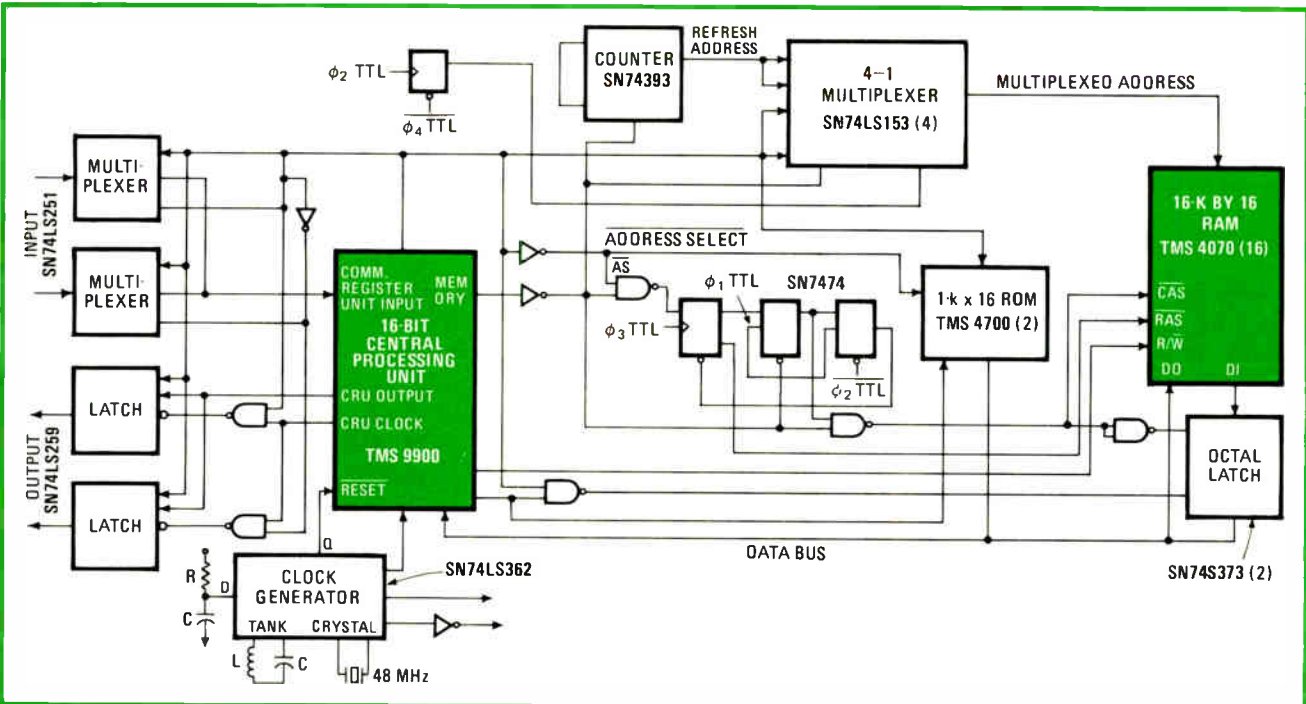 φ2 TTL
φ4 TTL
COUNTER
SN74393
REFRESH
ADDRESS
4-1
MULTIPLEXER
SN74LS153 (4)
MULTIPLEXED ADDRESS
MULTI-
PLEXER
INPUT
SN74LS251
MULTI-
PLEXER
16-K BY 16
RAM
TMS 4070 (16)
CAS
RAS
R/W
DO DI
ADDRESS SELECT
AS
φ1 TTL
SN7474
φ3 TTL
φ2 TTL
1-k x 16 ROM
TMS 4700 (2)
COMM.
REGISTER
UNIT INPUT
MEM
ORY
16-BIT
CENTRAL
PROCESSING
UNIT
CRU OUTPUT
CRU CLOCK
TMS 9900
RESET
LATCH
OUTPUT
SN74LS259
LATCH
OCTAL
LATCH
SN74S373 (2)
DATA BUS
Q
SN74LS362
R
D
C
CLOCK
GENERATOR
TANK CRYSTAL
L
C
48 MHz